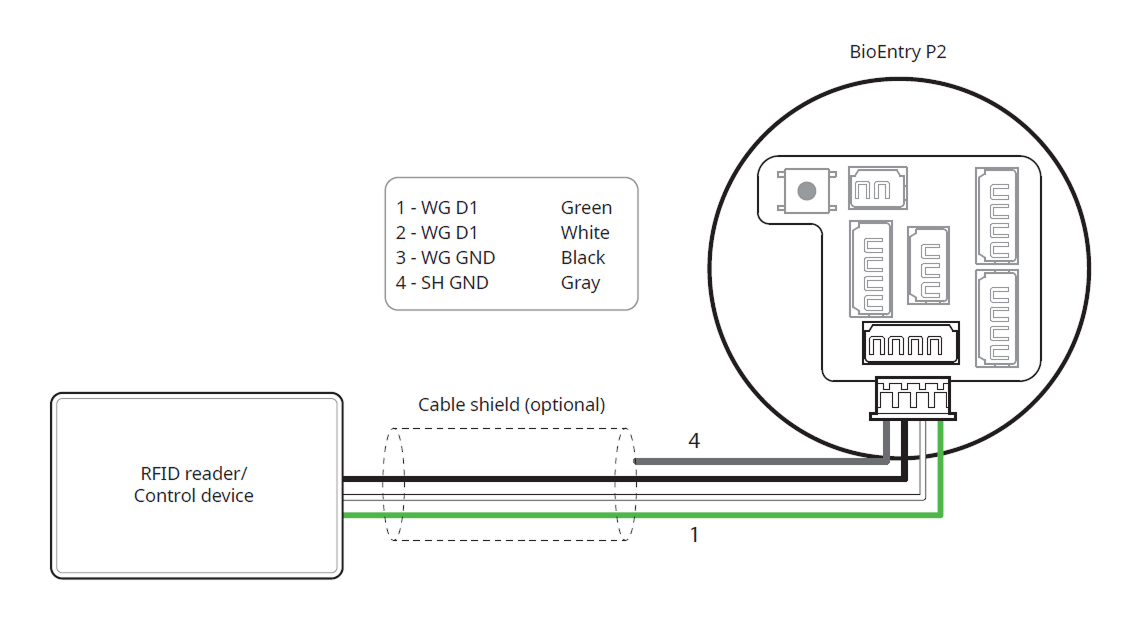 BioEntry P2
1 - WG D1 Green
2 - WG D1 White
3 - WG GND Black
4 - SH GND Gray
Cable shield (optional)
4
RFID reader/
Control device
1